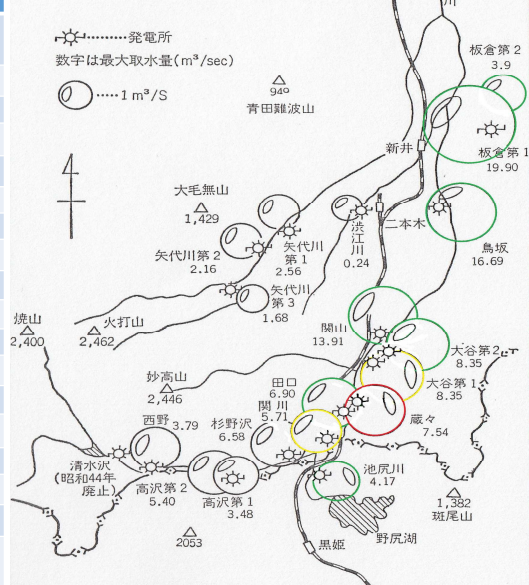 川
………発電所
数字は最大取水量(m³/sec)
……1m³/S
板倉第2
3.9
940
青田難波山
新井
板倉第1
19.90
大毛無山
1,429
二本木
渋江川
0.24
鳥坂
16.69
矢代川第2
2.16
矢代川
第1
2.56
矢代川
第3
1.68
焼山
2,400
火打山
2,462
関山
13.91
大谷第2
8.35
妙高山
2,446
大谷第1
8.35
田口
6.90
関川
5.71
蔵々
7.54
西野
3.79
杉野沢
6.58
清水沢
(昭和44年
廃止)
高沢第2
5.40
高沢第1
3.48
池尻川
4.17
1,382
斑尾山
2053
黒姫
野尻湖